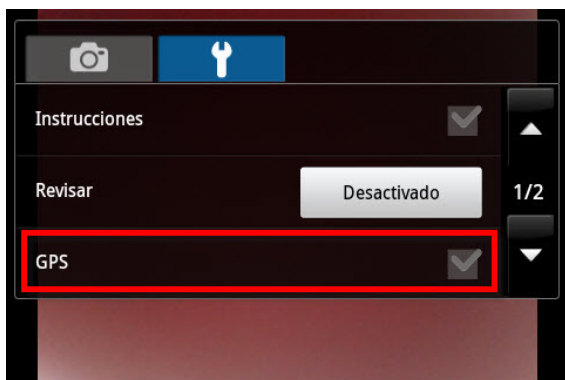 Instrucciones
Revisar
Desactivado
1/2
GPS